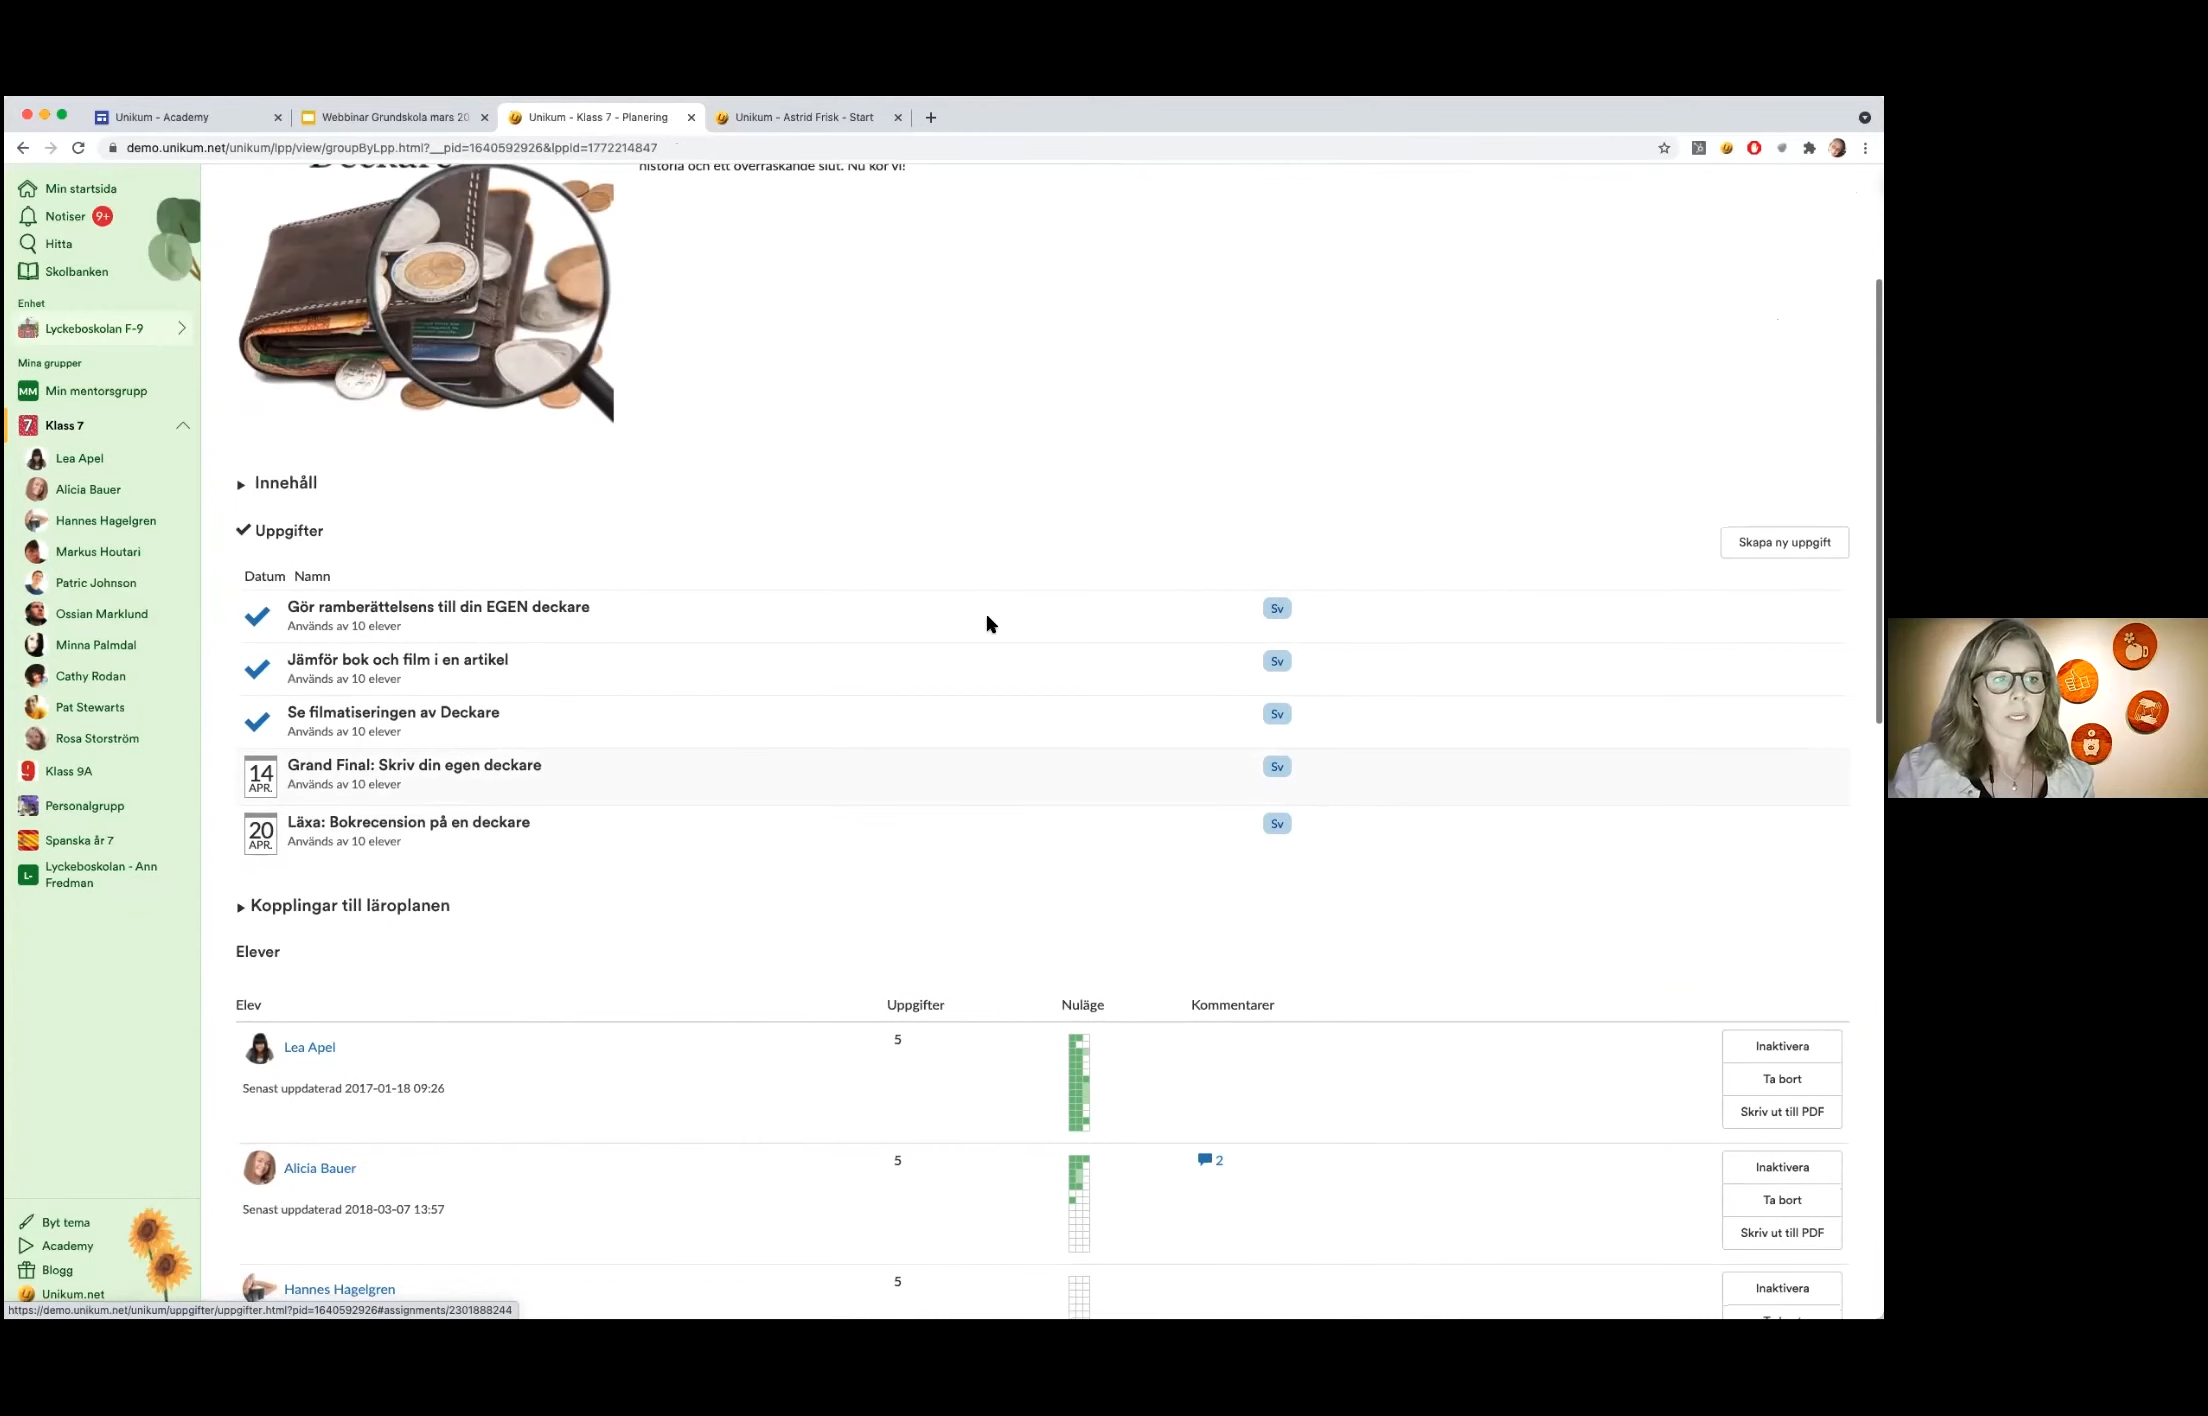 Unikum - Academy
Webbinar Grundskola mars 20
Unikum - Klass 7 - Planering
Unikum - Astrid Frisk - Start
demo.unikum.net/unikum/lpp/view/groupByLpp.html?__pid=1640592926&lppId=1772214847
Min startsida
Notiser 9+
Hitta
Skolbanken
Enhet
Lyckeboskolan F-9
Mina grupper
MM Min mentorsgrupp
7 Klass 7
Lea Apel
Alicia Bauer
Hannes Hagelgren
Markus Houtari
Patric Johnson
Ossian Marklund
Minna Palmdal
Cathy Rodan
Pat Stewarts
Rosa Storström
9 Klass 9A
Personalgrupp
Spanska år 7
L- Lyckeboskolan - Ann
Fredman
Byt tema
Academy
Blogg
Unikum.net
https://demo.unikum.net/unikum/uppgifter/uppgifter.html?pid=1640592926#assignments/2301888244
Deckare
historia och ett överraskande slut. Nu kör vi!
Innehåll
Uppgifter
Skapa ny uppgift
Datum Namn
Gör ramberättelsens till din EGEN deckare
Sv
Används av 10 elever
Jämför bok och film i en artikel
Sv
Används av 10 elever
Se filmatiseringen av Deckare
Sv
Används av 10 elever
14 APR.
Grand Final: Skriv din egen deckare
Sv
Används av 10 elever
20 APR.
Läxa: Bokrecension på en deckare
Sv
Används av 10 elever
Kopplingar till läroplanen
Elever
Elev Uppgifter Nuläge Kommentarer
Lea Apel
5
Senast uppdaterad 2017-01-18 09:26
Inaktivera
Ta bort
Skriv ut till PDF
Alicia Bauer
5
2
Senast uppdaterad 2018-03-07 13:57
Inaktivera
Ta bort
Skriv ut till PDF
Hannes Hagelgren
5
Inaktivera